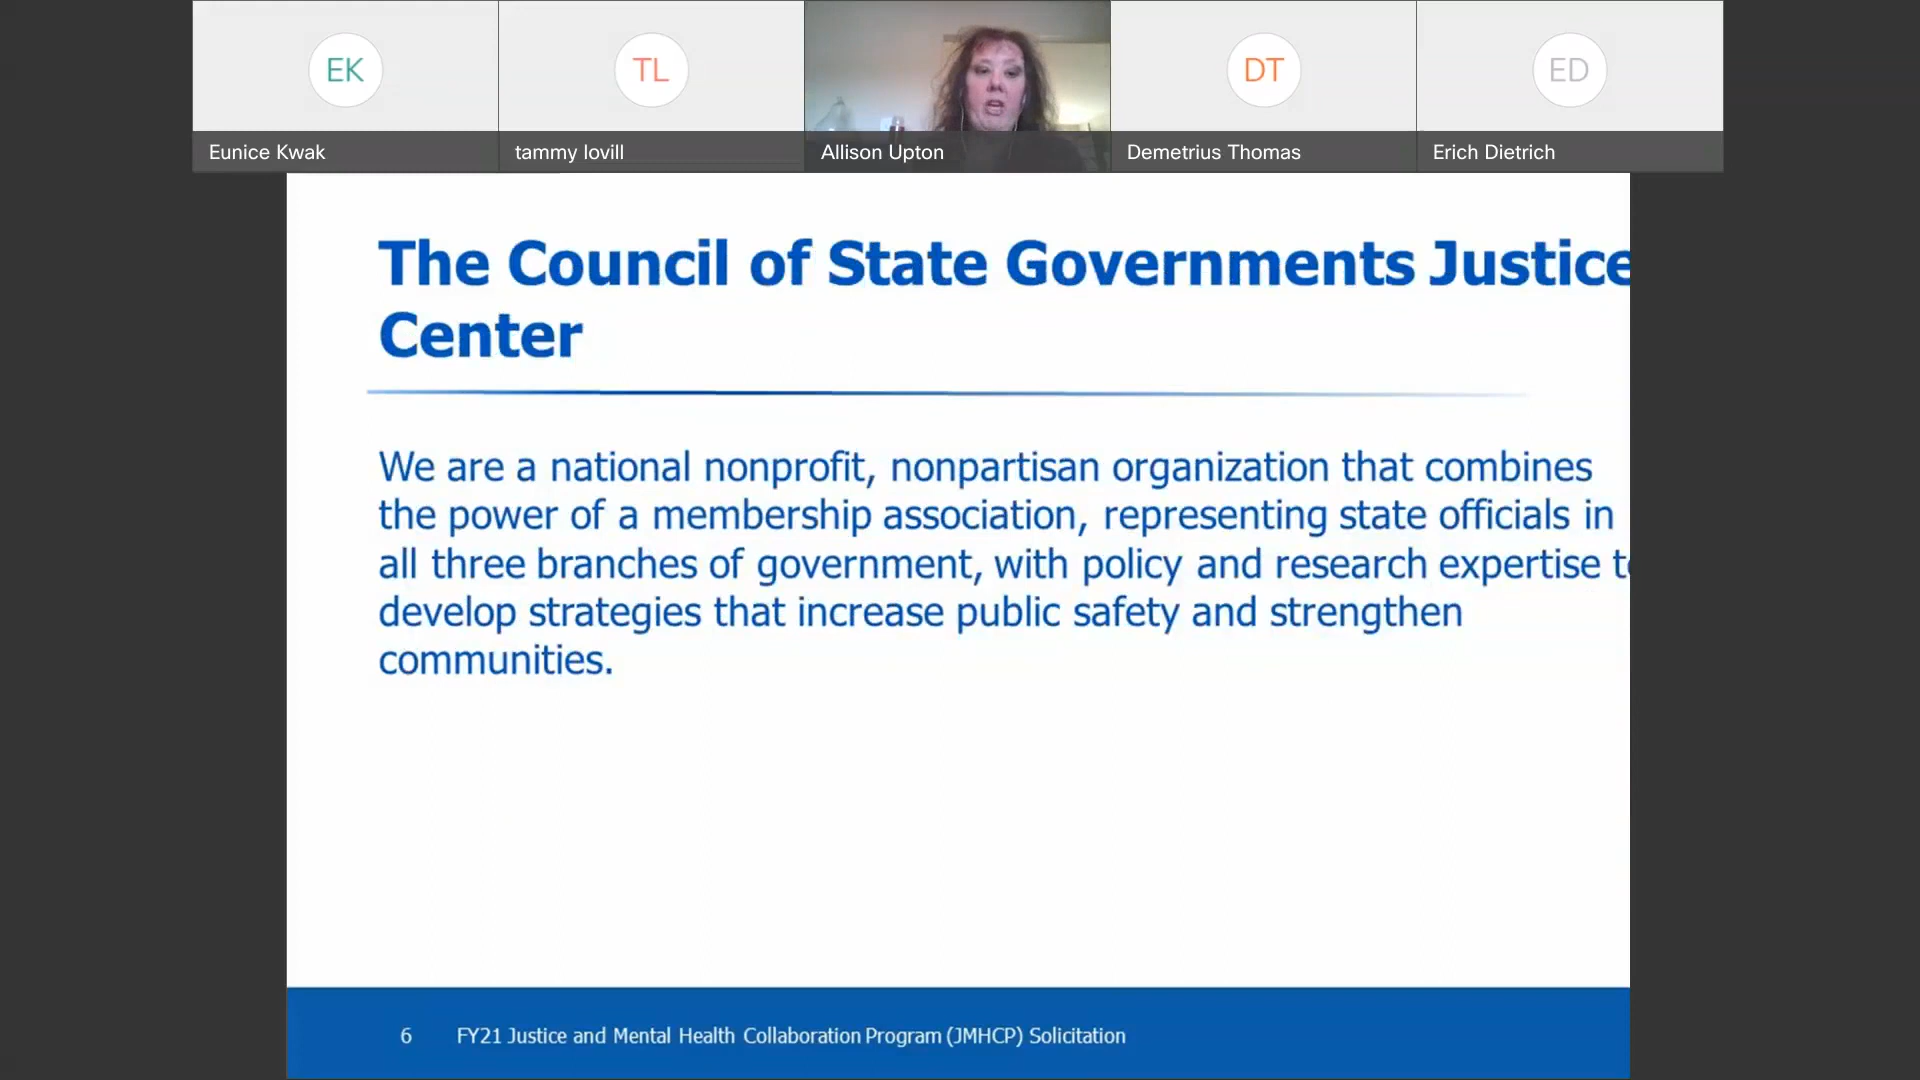 EK
TL
DT
ED
Eunice Kwak
tammy lovill
Allison Upton
Demetrius Thomas
Erich Dietrich
The Council of State Governments Justice
Center
We are a national nonprofit, nonpartisan organization that combines
the power of a membership association, representing state officials in
all three branches of government, with policy and research expertise to
develop strategies that increase public safety and strengthen
communities.
6 FY21 Justice and Mental Health Collaboration Program (JMHCP) Solicitation